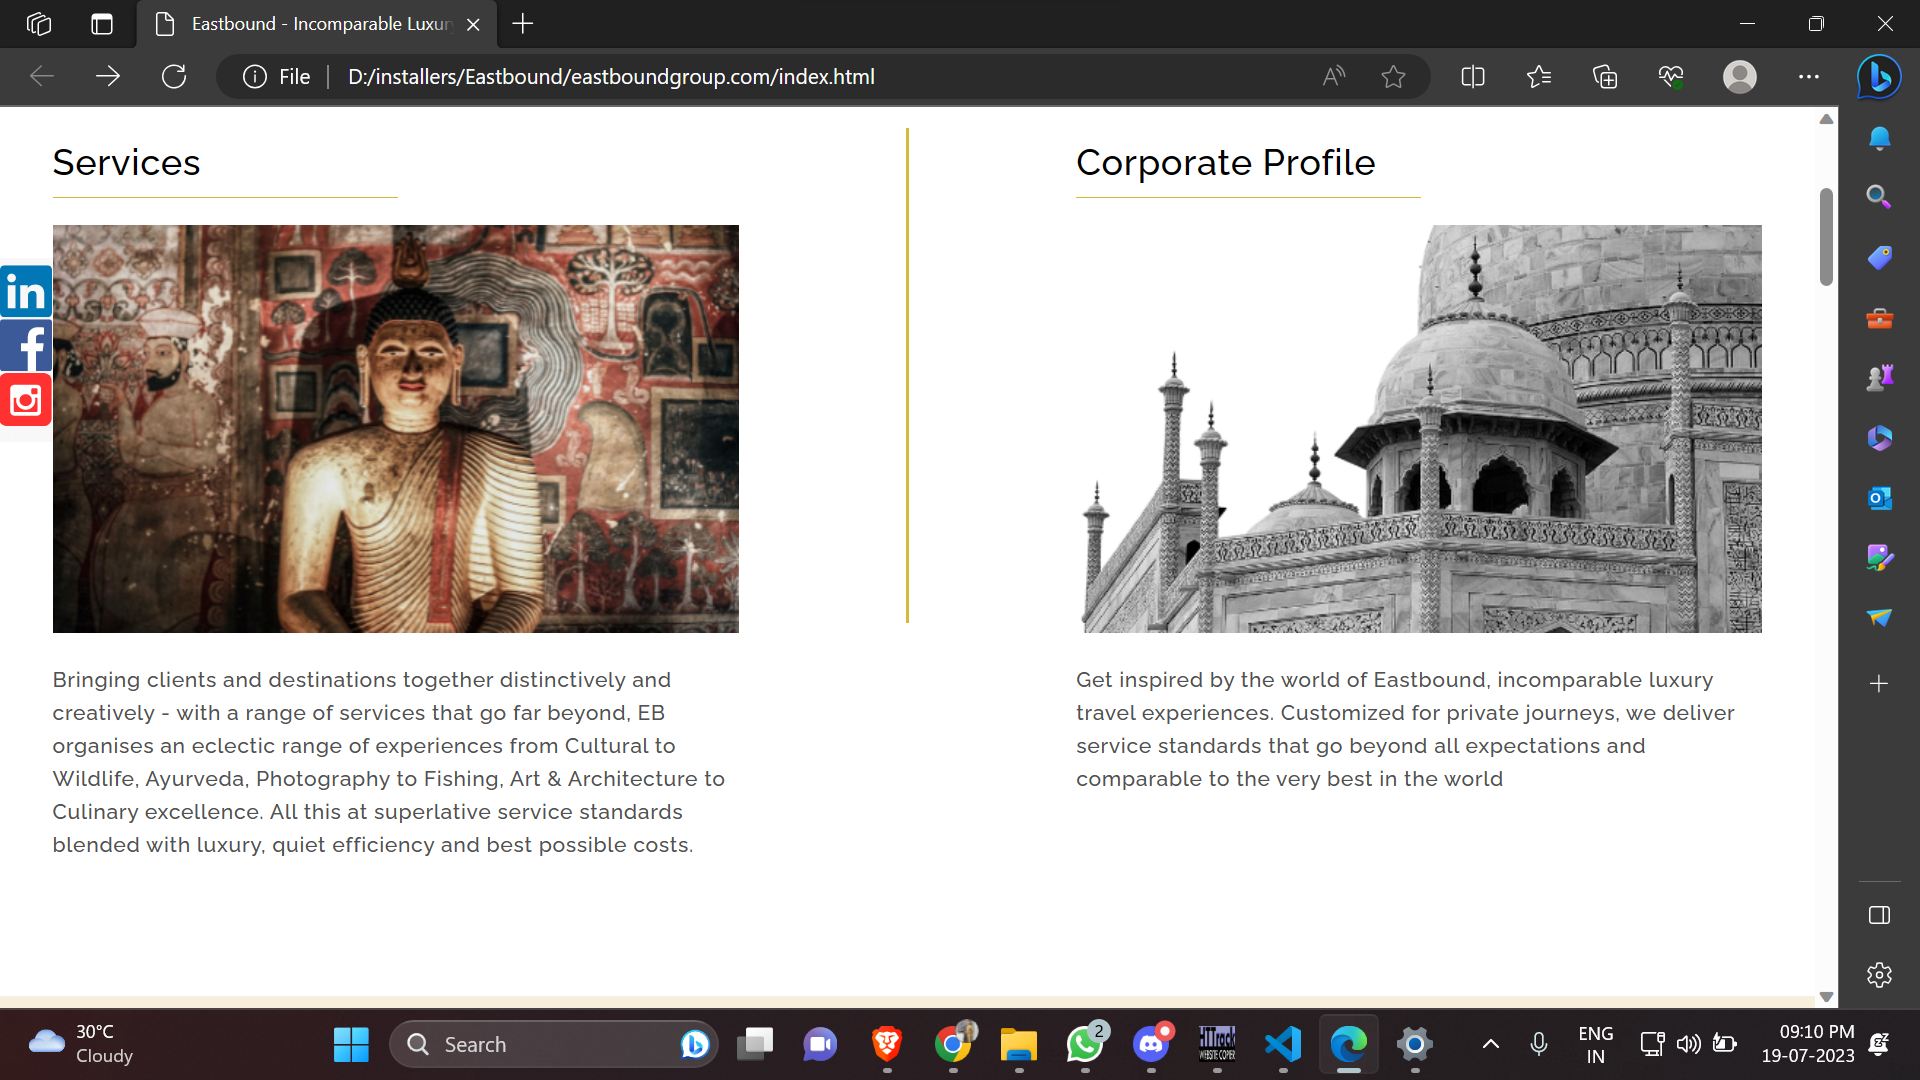 Eastbound - Incomparable Luxur
File
D:/installers/Eastbound/eastboundgroup.com/index.html
Services
Corporate Profile
in
f
Bringing clients and destinations together distinctively and
creatively - with a range of services that go far beyond, EB
organises an eclectic range of experiences from Cultural to
Wildlife, Ayurveda, Photography to Fishing, Art & Architecture to
Culinary excellence. All this at superlative service standards
blended with luxury, quiet efficiency and best possible costs.
Get inspired by the world of Eastbound, incomparable luxury
travel experiences. Customized for private journeys, we deliver
service standards that go beyond all expectations and
comparable to the very best in the world
30°C
Cloudy
Search
2
HTTrack
WEBSITE COPIER
ENG
IN
09:10 PM
19-07-2023